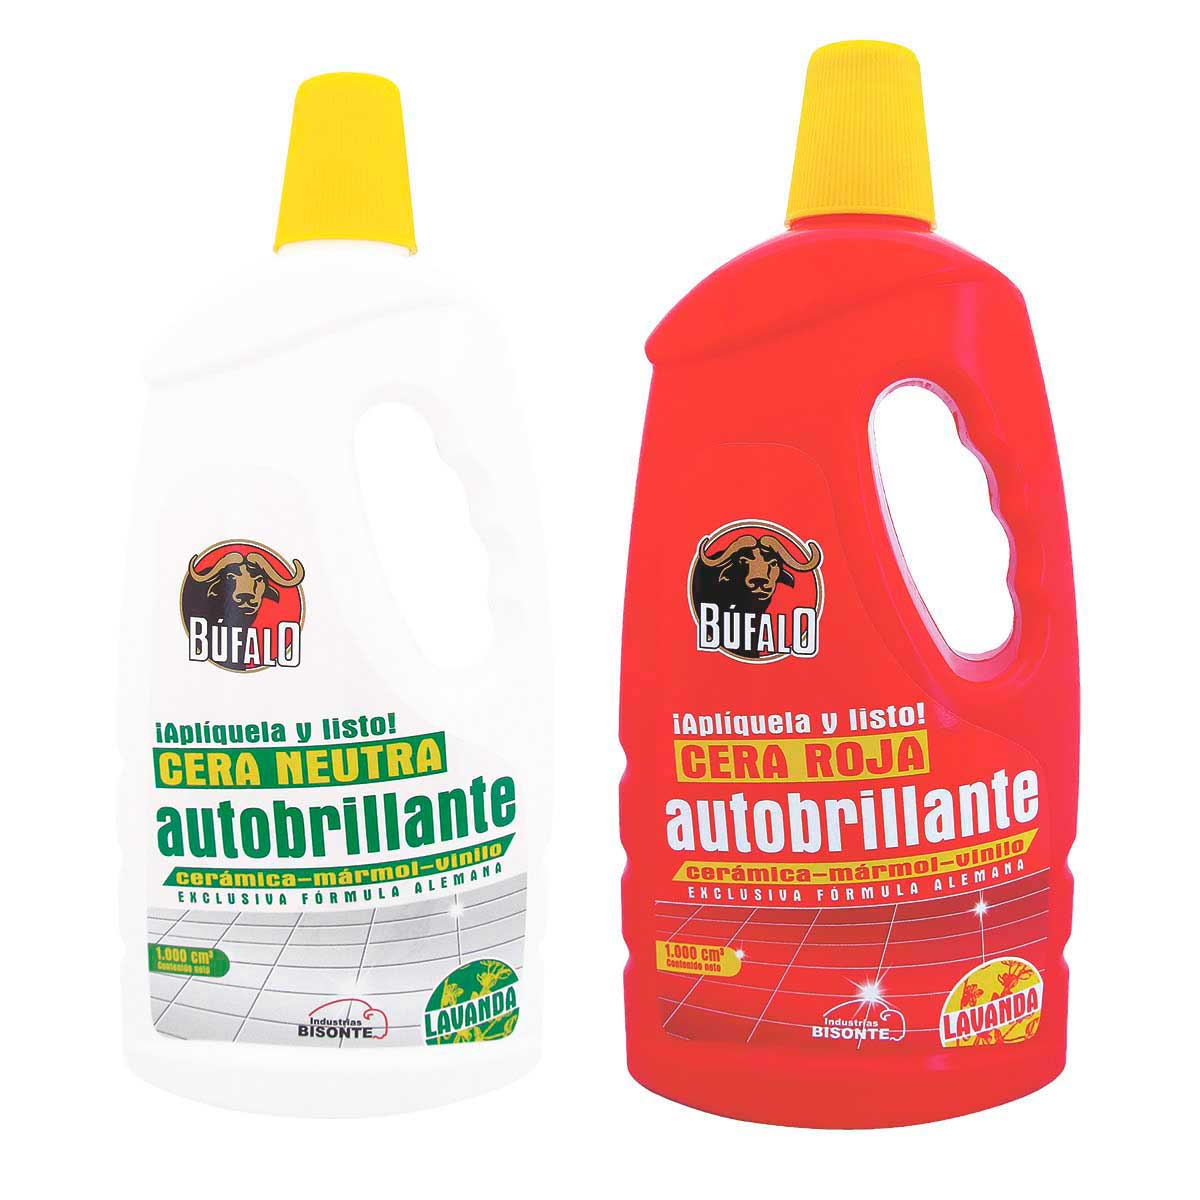 BÚFALO
¡Aplíquela y listo!
CERA NEUTRA
autobrillante
cerámica-mármol-vinilo
EXCLUSIVA FÓRMULA ALEMANA
1.000 cm³
Contenido neto
Industrias
BISONTE
LAVANDA
BÚFALO
¡Aplíquela y listo!
CERA ROJA
autobrillante
cerámica-mármol-vinilo
EXCLUSIVA FÓRMULA ALEMANA
1.000 cm³
Contenido neto
Industrias
BISONTE
LAVANDA